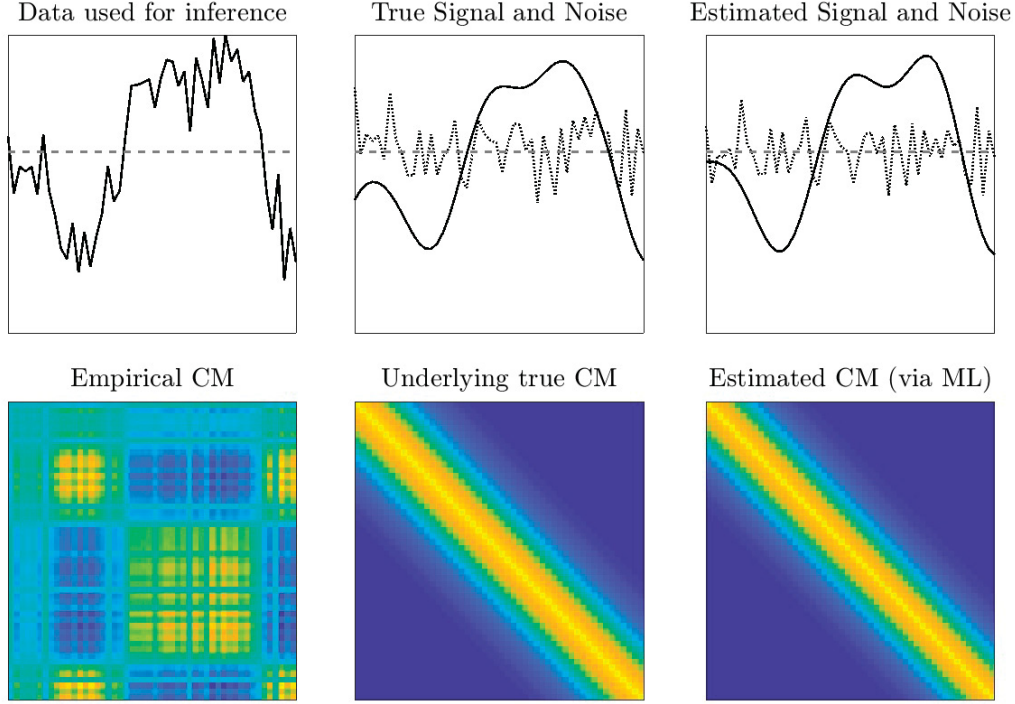 Data used for inference
True Signal and Noise
Estimated Signal and Noise
Empirical CM
Underlying true CM
Estimated CM (via ML)